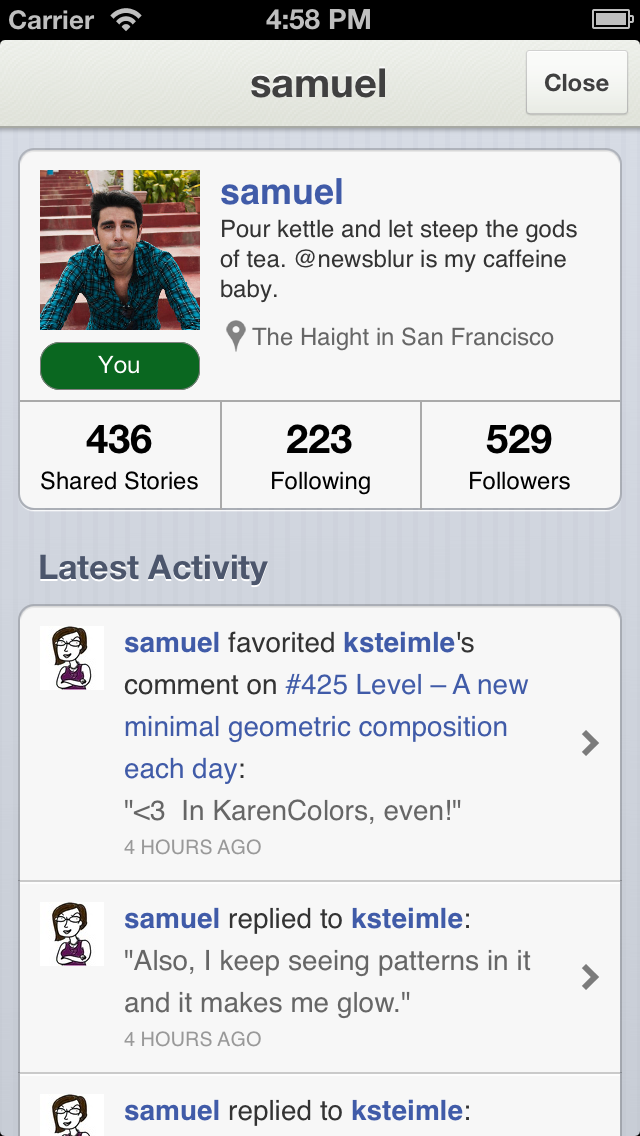 Carrier 4:58 PM
samuel Close
samuel
Pour kettle and let steep the gods
of tea. @newsblur is my caffeine
baby.
The Haight in San Francisco
You
436 223 529
Shared Stories Following Followers
Latest Activity
samuel favorited ksteimle's
comment on #425 Level – A new
minimal geometric composition
each day:
"<3  In KarenColors, even!"
4 HOURS AGO
samuel replied to ksteimle:
"Also, I keep seeing patterns in it
and it makes me glow."
4 HOURS AGO
samuel replied to ksteimle: